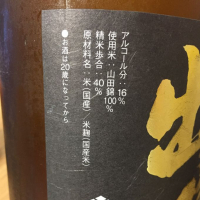 アルコール分：16%
使用米：山田錦100%
精米歩合：40%
原材料名：米(国産) 米麹(国産米)
●お酒は20歳になってから